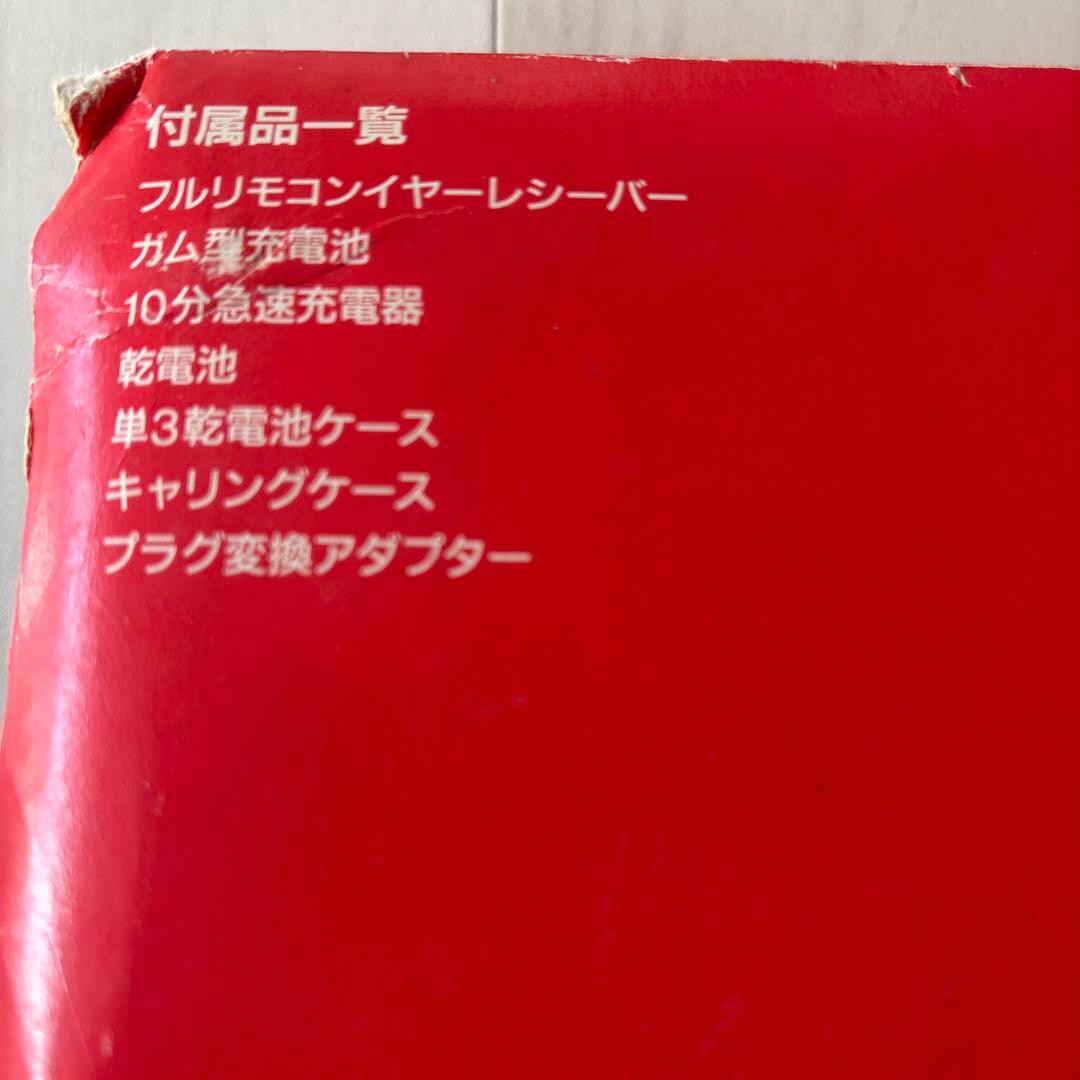 付属品一覧
フルリモコンイヤーレシーバー
ガム型充電池
10分急速充電器
乾電池
単3乾電池ケース
キャリングケース
プラグ変換アダプター